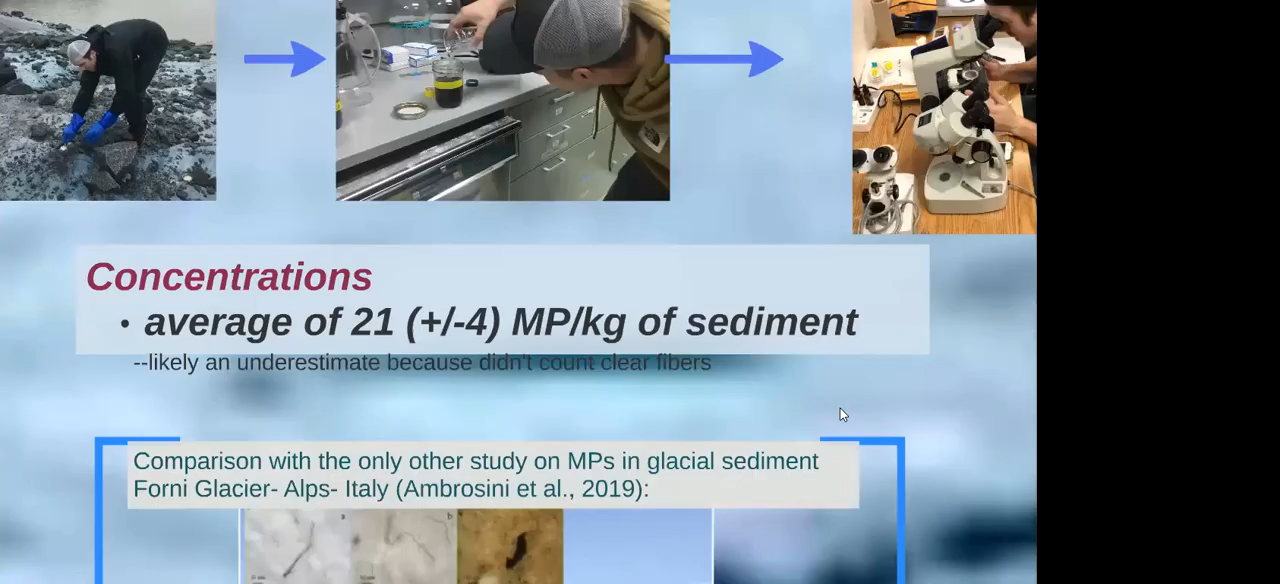 Concentrations
• average of 21 (+/-4) MP/kg of sediment
--likely an underestimate because didn't count clear fibers
Comparison with the only other study on MPs in glacial sediment
Forni Glacier- Alps- Italy (Ambrosini et al., 2019):
a
b